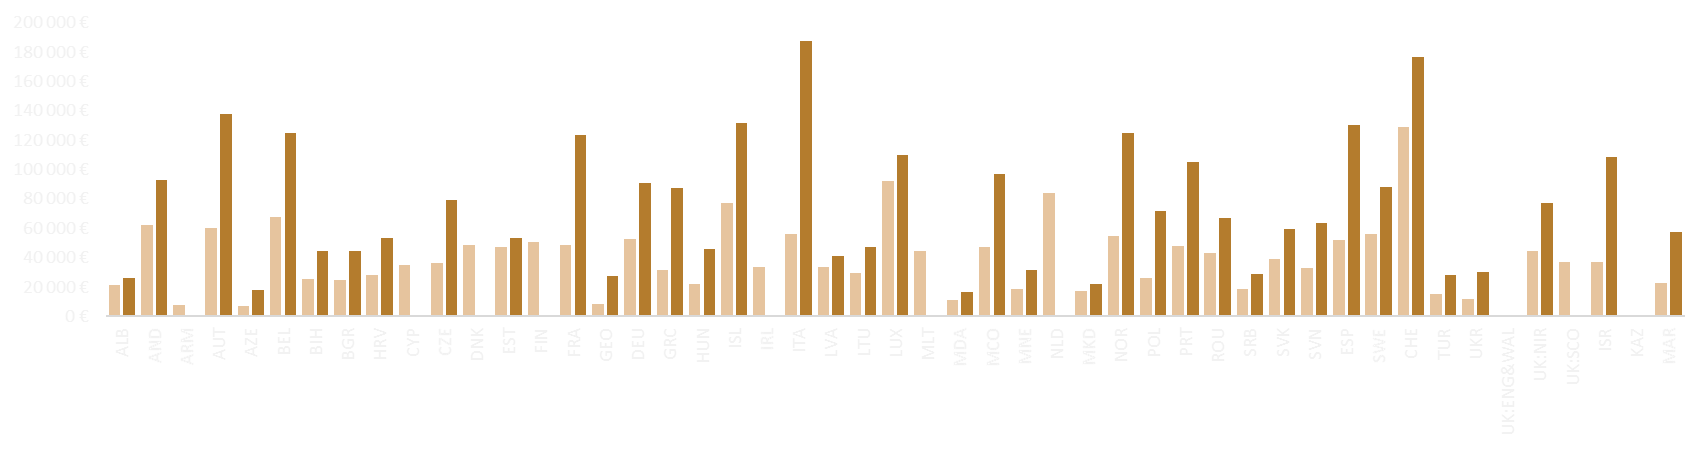 200 000 €
180 000 €
160 000 €
140 000 €
120 000 €
100 000 €
80 000 €
60 000 €
40 000 €
20 000 €
0 €
ALB
AND
ARM
AUT
AZE
BEL
BIH
BGR
HRV
CYP
CZE
DNK
EST
FIN
FRA
GEO
DEU
GRC
HUN
ISL
IRL
ITA
LVA
LTU
LUX
MLT
MDA
MCO
MNE
NLD
MKD
NOR
POL
PRT
ROU
SRB
SVK
SVN
ESP
SWE
CHE
TUR
UKR
UK:ENG&WAL
UK:NIR
UK:SCO
ISR
KAZ
MAR